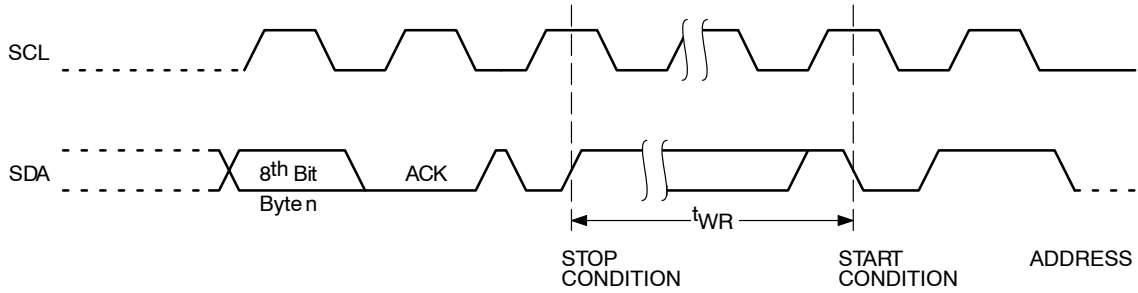 SCL
SDA
8th Bit
Byte n
ACK
tWR
STOP
CONDITION
START
CONDITION
ADDRESS